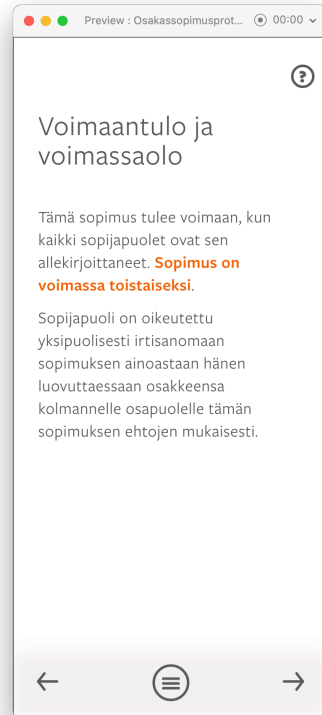 Preview : Osakassopimusprot... 00:00
Voimaantulo ja
voimassaolo
Tämä sopimus tulee voimaan, kun
kaikki sopijapuolet ovat sen
allekirjoittaneet. Sopimus on
voimassa toistaiseksi.
Sopijapuoli on oikeutettu
yksipuolisesti irtisanomaan
sopimuksen ainoastaan hänen
luovuttaessaan osakkeensa
kolmannelle osapuolelle tämän
sopimuksen ehtojen mukaisesti.